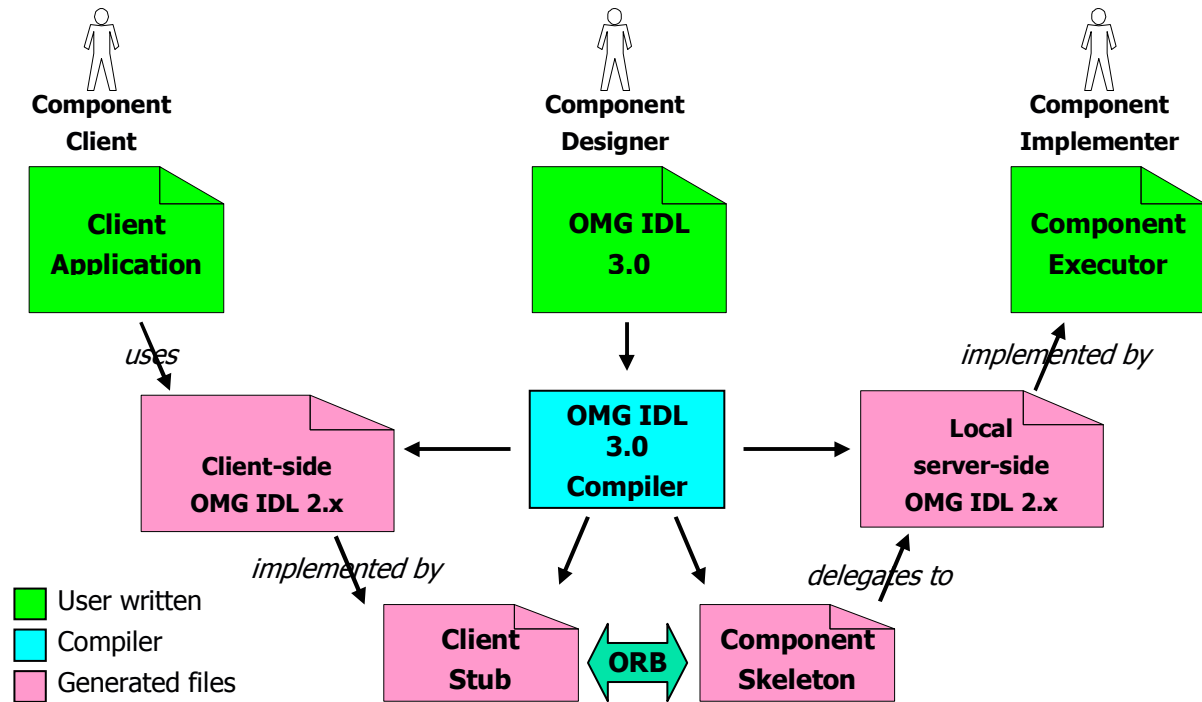 Component
Client
Component
Designer
Component
Implementer
Client
Application
OMG IDL
3.0
Component
Executor
uses
implemented by
OMG IDL
3.0
Compiler
Client-side
OMG IDL 2.x
Local
server-side
OMG IDL 2.x
implemented by
delegates to
User written
Compiler
Generated files
Client
Stub
ORB
Component
Skeleton